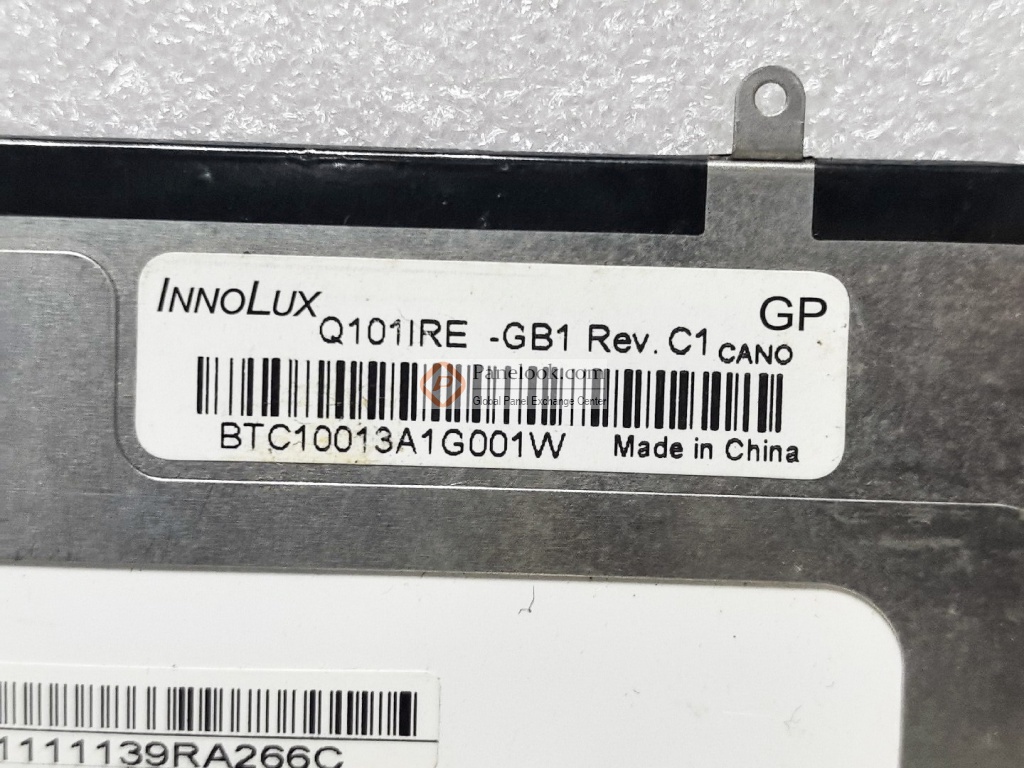 INNOLUX GP
Q101IRE -GB1 Rev. C1 CANO
Panelook.com
Global Panel Exchange Center
BTC10013A1G001W Made in China
1111139RA266C